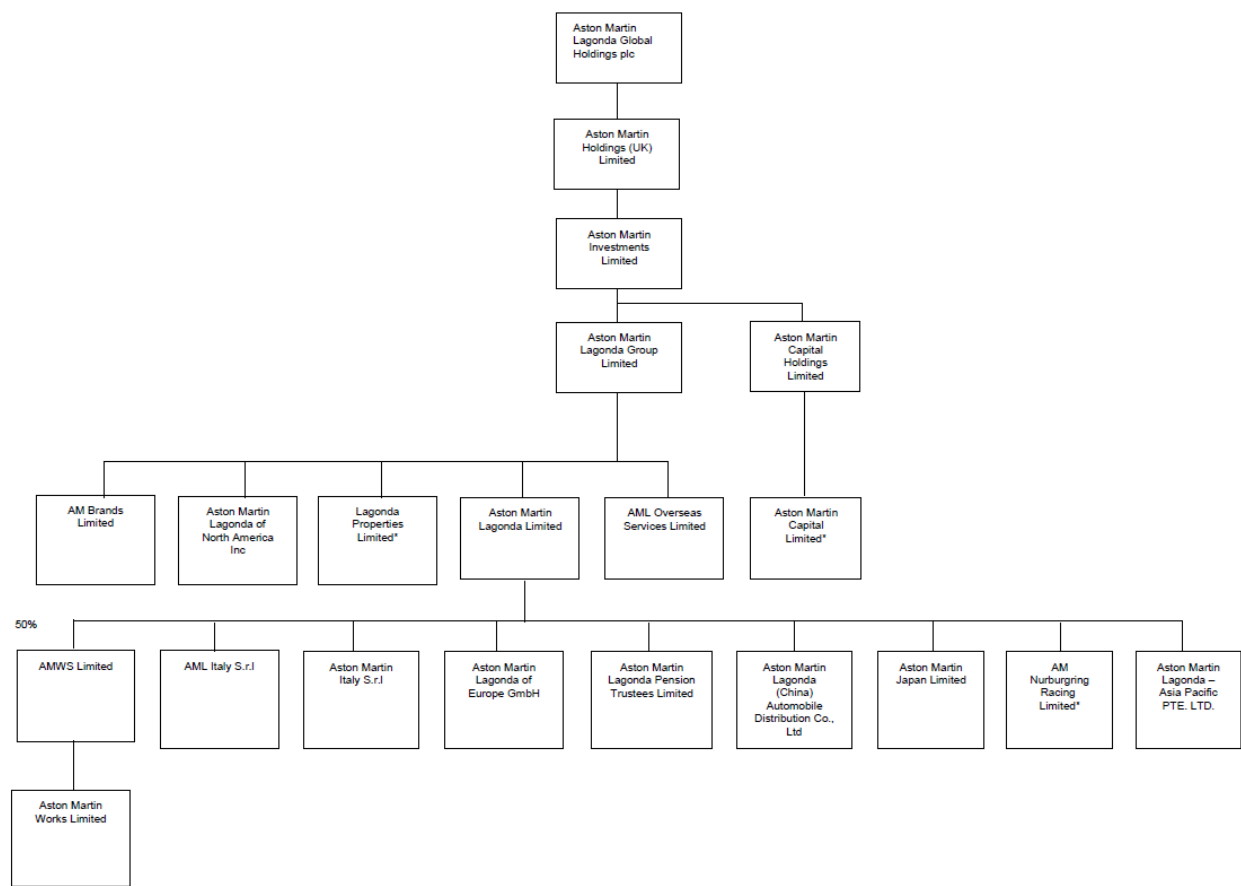 Aston Martin
Lagonda Global
Holdings plc
Aston Martin
Holdings (UK)
Limited
Aston Martin
Investments
Limited
Aston Martin
Lagonda Group
Limited
Aston Martin
Capital
Holdings
Limited
AM Brands
Limited
Aston Martin
Lagonda of
North America
Inc
Lagonda
Properties
Limited*
Aston Martin
Lagonda Limited
AML Overseas
Services Limited
Aston Martin
Capital
Limited*
50%
AMWS Limited
AML Italy S.r.l
Aston Martin
Italy S.r.l
Aston Martin
Lagonda of
Europe GmbH
Aston Martin
Lagonda Pension
Trustees Limited
Aston Martin
Lagonda
(China)
Automobile
Distribution Co.,
Ltd
Aston Martin
Japan Limited
AM
Nurburgring
Racing
Limited*
Aston Martin
Lagonda –
Asia Pacific
PTE. LTD.
Aston Martin
Works Limited